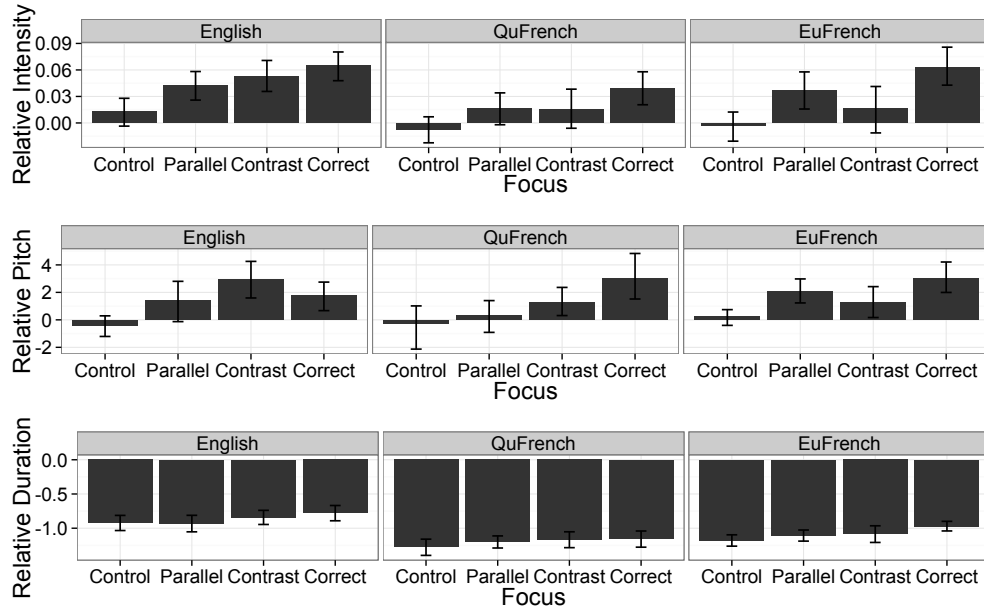 English QuFrench EuFrench
Relative Intensity
0.09
0.06
0.03
0.00
Control Parallel Contrast Correct Control Parallel Contrast Correct Control Parallel Contrast Correct
Focus
English QuFrench EuFrench
Relative Pitch
4
2
0
-2
Control Parallel Contrast Correct Control Parallel Contrast Correct Control Parallel Contrast Correct
Focus
English QuFrench EuFrench
Relative Duration
0.0
-0.5
-1.0
Control Parallel Contrast Correct Control Parallel Contrast Correct Control Parallel Contrast Correct
Focus